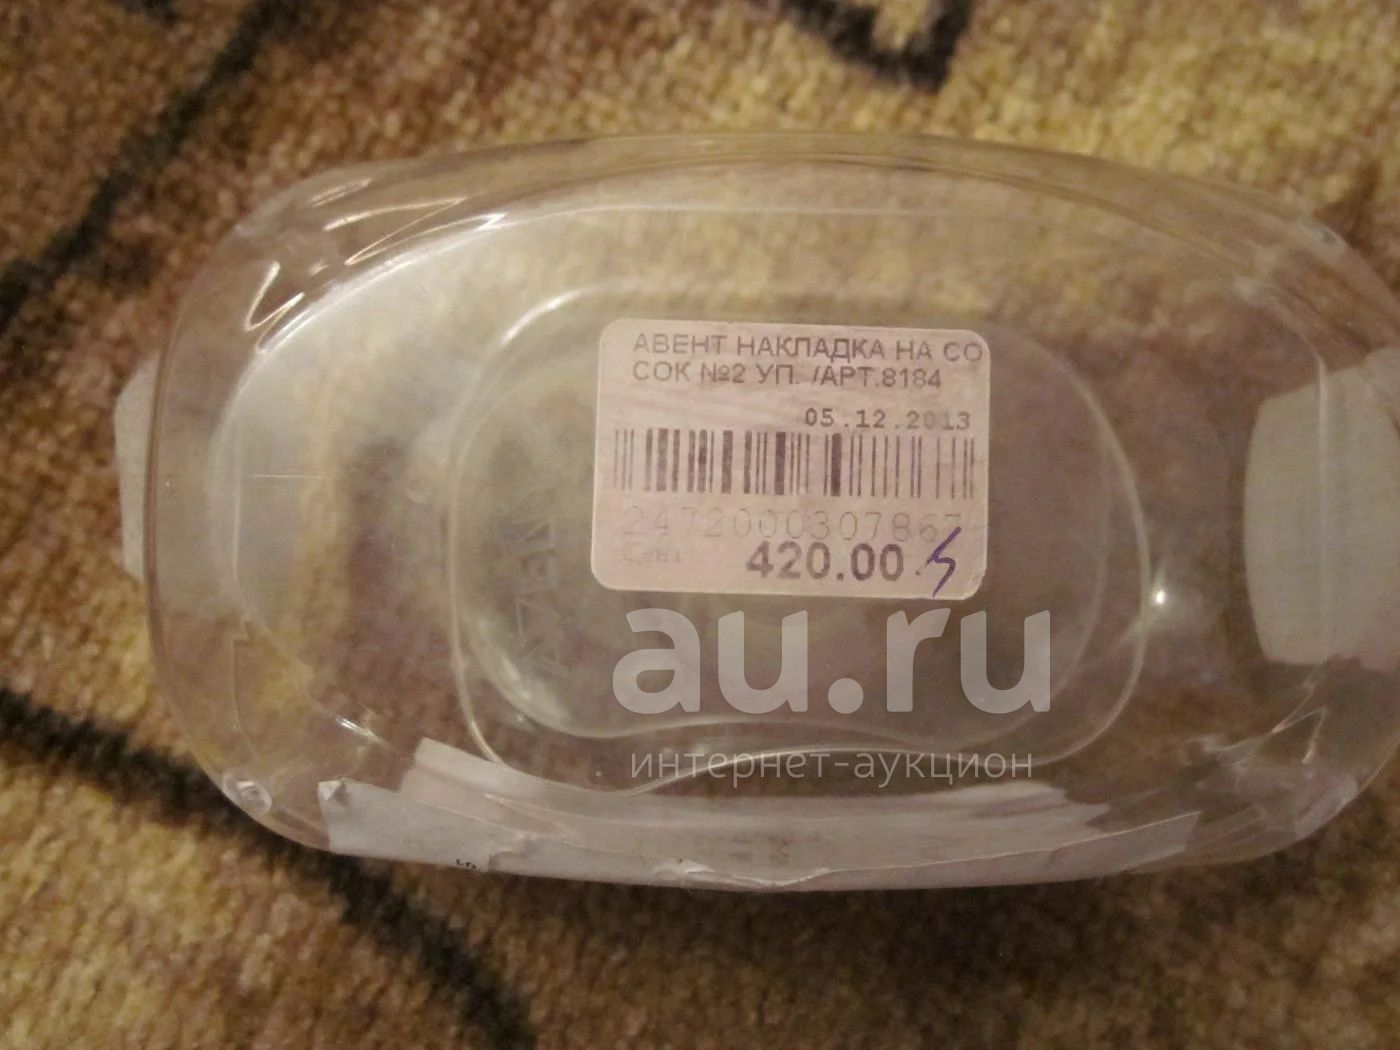 АВЕНТ НАКЛАДКА НА СО
СОК №2 УП. /АРТ.8184
05.12.2013
2472000307867
Цена:
420.00
au.ru
интернет-аукцион